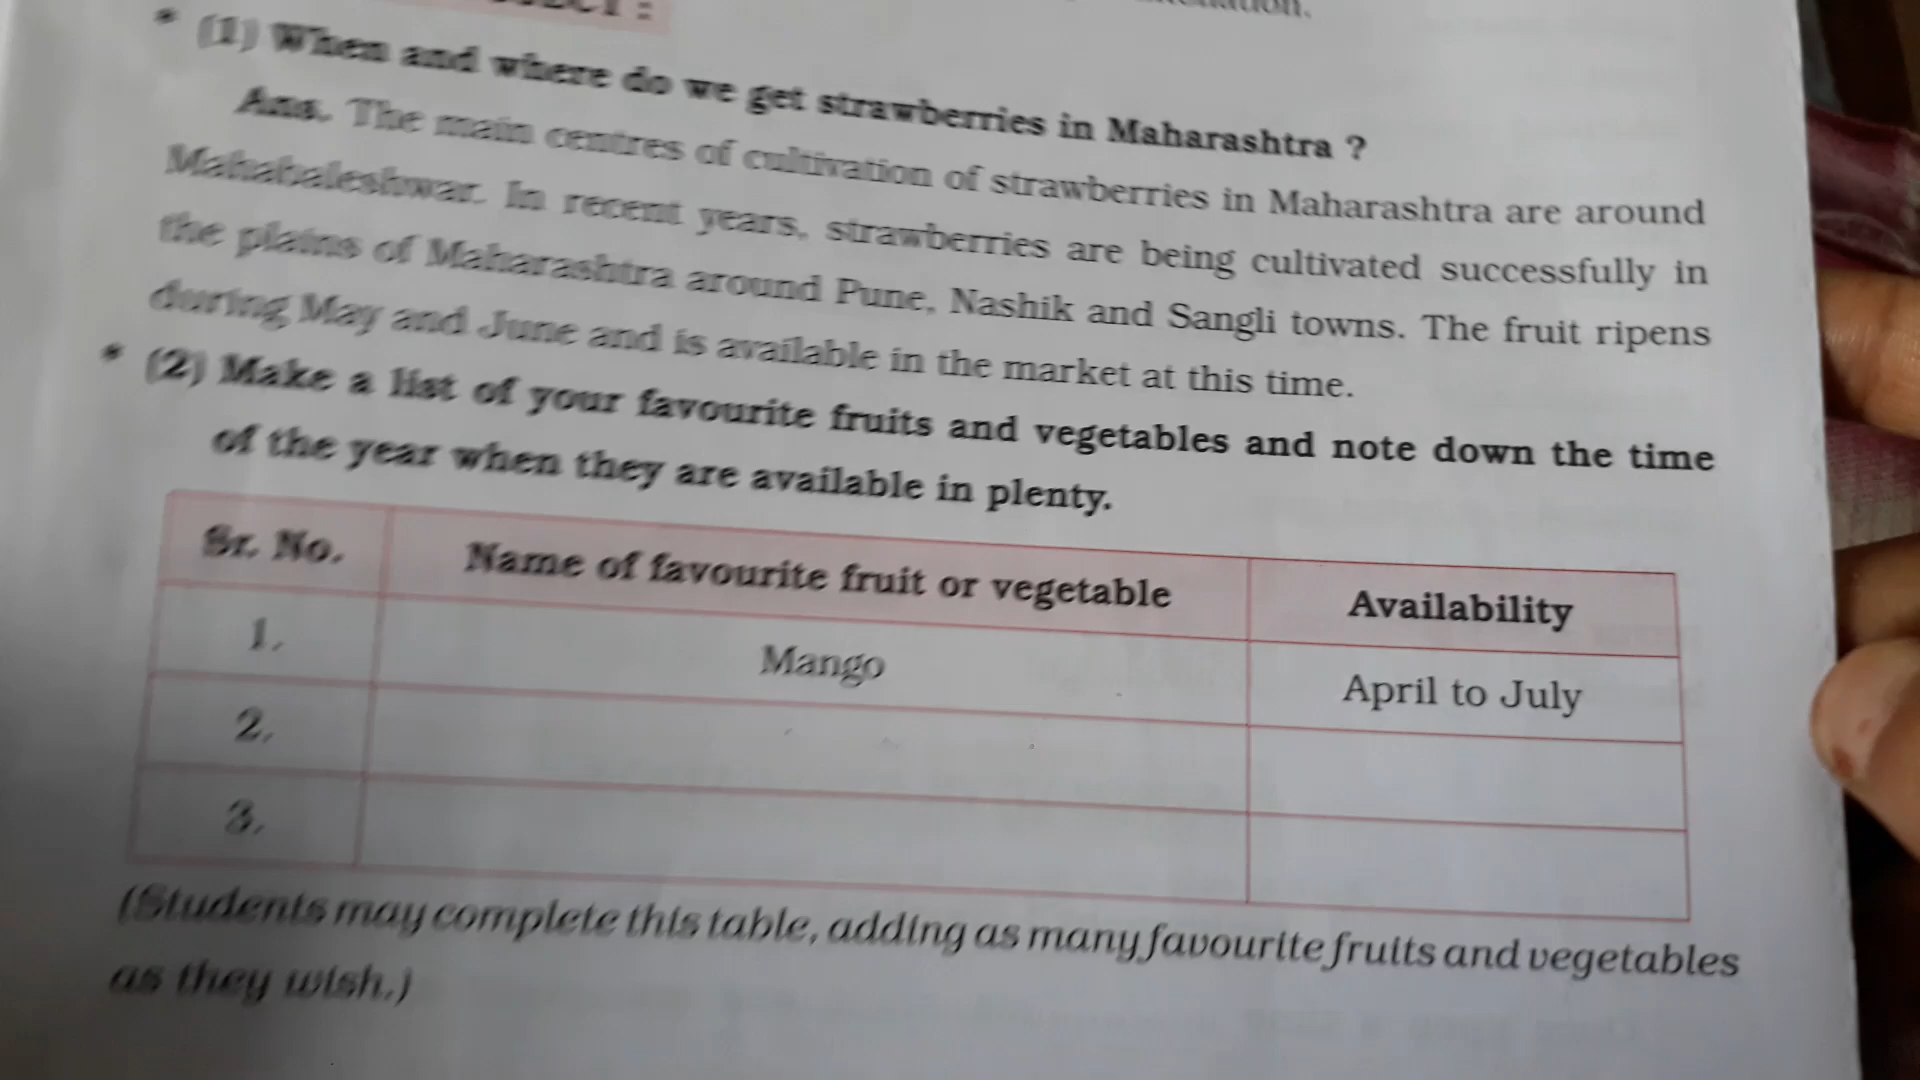 * (1) When and where do we get strawberries in Maharashtra ?
Ans. The main centres of cultivation of strawberries in Maharashtra are around
Mahabaleshwar. In recent years, strawberries are being cultivated successfully in
the plains of Maharashtra around Pune, Nashik and Sangli towns. The fruit ripens
during May and June and is available in the market at this time.
* (2) Make a list of your favourite fruits and vegetables and note down the time
of the year when they are available in plenty.
Sr. No. Name of favourite fruit or vegetable Availability
1. Mango April to July
2.
3.
(Students may complete this table, adding as many favourite fruits and vegetables
as they wish.)